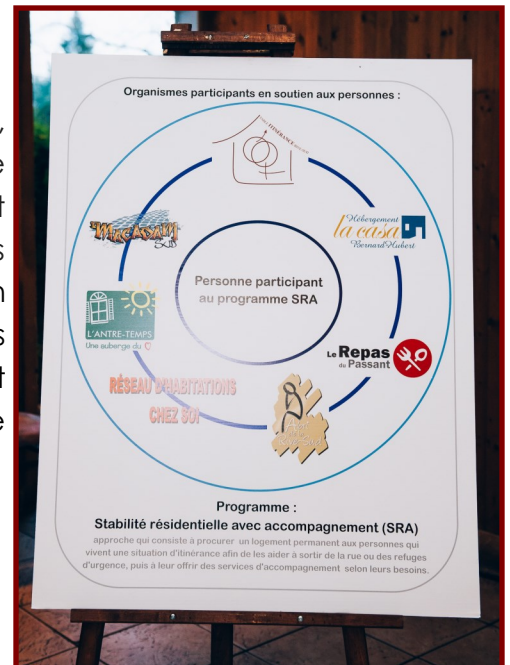 Organismes participants en soutien aux personnes :
ITINÉRANCE
MACADAM
SUD
Hébergement
la casa
Bernard-Hubert
Personne participant
au programme SRA
L'ANTRE-TEMPS
Une auberge du
Le Repas
du Passant
RÉSEAU D'HABITATIONS
CHEZ SOI
Programme :
Stabilité résidentielle avec accompagnement (SRA)
approche qui consiste à procurer un logement permanent aux personnes qui
vivent une situation d'itinérance afin de les aider à sortir de la rue ou des refuges
d'urgence, puis à leur offrir des services d'accompagnement selon leurs besoins.